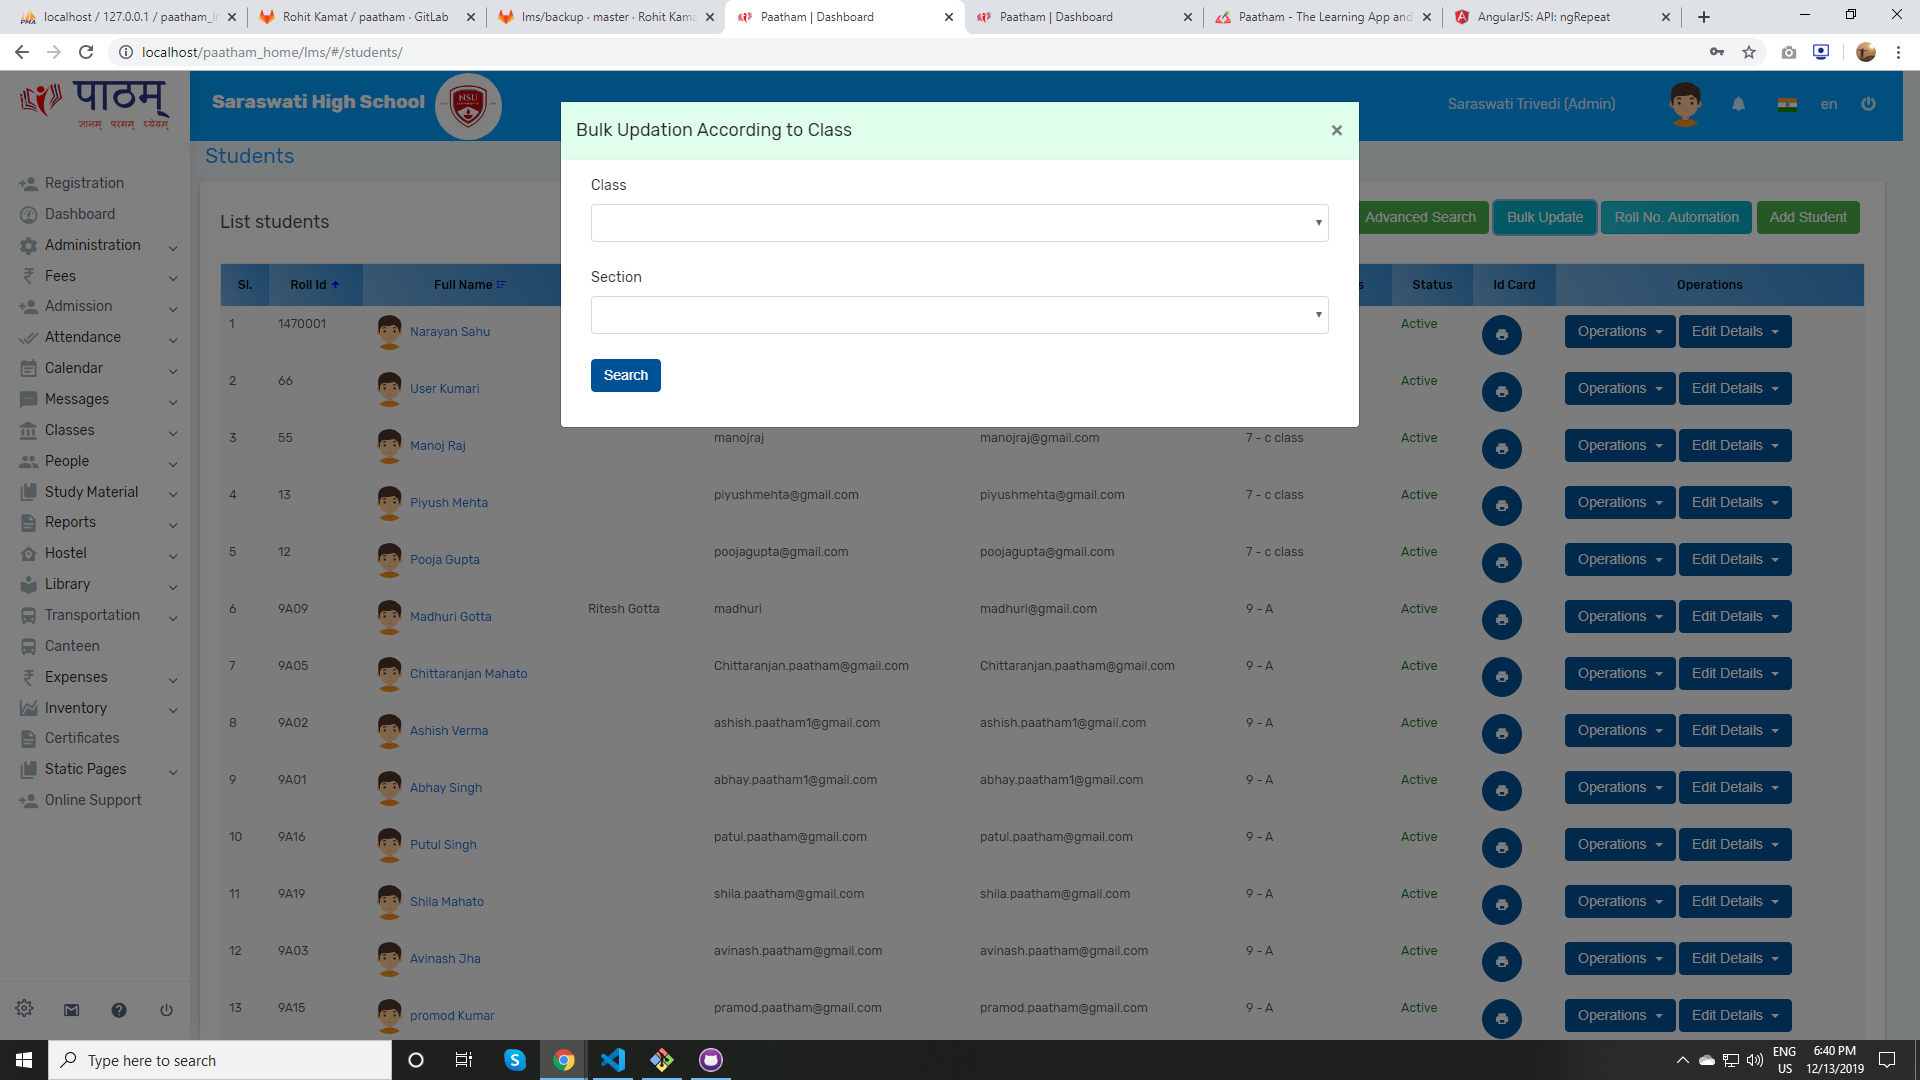 localhost / 127.0.0.1 / paatham_l
Rohit Kamat / paatham · GitLab
lms/backup · master · Rohit Kama
Paatham | Dashboard
Paatham | Dashboard
Paatham - The Learning App and
AngularJS: API: ngRepeat
localhost/paatham_home/lms/#/students/
पाठम्
ज्ञानम् परमम् ध्येयम्
Saraswati High School
NSU
Saraswati Trivedi (Admin)
en
Students
Registration
Dashboard
Administration
Fees
Admission
Attendance
Calendar
Messages
Classes
People
Study Material
Reports
Hostel
Library
Transportation
Canteen
Expenses
Inventory
Certificates
Static Pages
Online Support
Bulk Updation According to Class
×
Class
Section
Search
List students
Advanced Search
Bulk Update
Roll No. Automation
Add Student
Sl. Roll Id Full Name s Status Id Card Operations
1 1470001 Narayan Sahu Active Operations Edit Details
2 66 User Kumari Active Operations Edit Details
3 55 Manoj Raj manojraj manojraj@gmail.com 7 - c class Active Operations Edit Details
4 13 Piyush Mehta piyushmehta@gmail.com piyushmehta@gmail.com 7 - c class Active Operations Edit Details
5 12 Pooja Gupta poojagupta@gmail.com poojagupta@gmail.com 7 - c class Active Operations Edit Details
6 9A09 Madhuri Gotta Ritesh Gotta madhuri madhuri@gmail.com 9 - A Active Operations Edit Details
7 9A05 Chittaranjan Mahato Chittaranjan.paatham@gmail.com Chittaranjan.paatham@gmail.com 9 - A Active Operations Edit Details
8 9A02 Ashish Verma ashish.paatham1@gmail.com ashish.paatham1@gmail.com 9 - A Active Operations Edit Details
9 9A01 Abhay Singh abhay.paatham1@gmail.com abhay.paatham1@gmail.com 9 - A Active Operations Edit Details
10 9A16 Putul Singh patul.paatham@gmail.com patul.paatham@gmail.com 9 - A Active Operations Edit Details
11 9A19 Shila Mahato shila.paatham@gmail.com shila.paatham@gmail.com 9 - A Active Operations Edit Details
12 9A03 Avinash Jha avinash.paatham@gmail.com avinash.paatham@gmail.com 9 - A Active Operations Edit Details
13 9A15 promod Kumar pramod.paatham@gmail.com pramod.paatham@gmail.com 9 - A Active Operations Edit Details
Type here to search
ENG
US
6:40 PM
12/13/2019